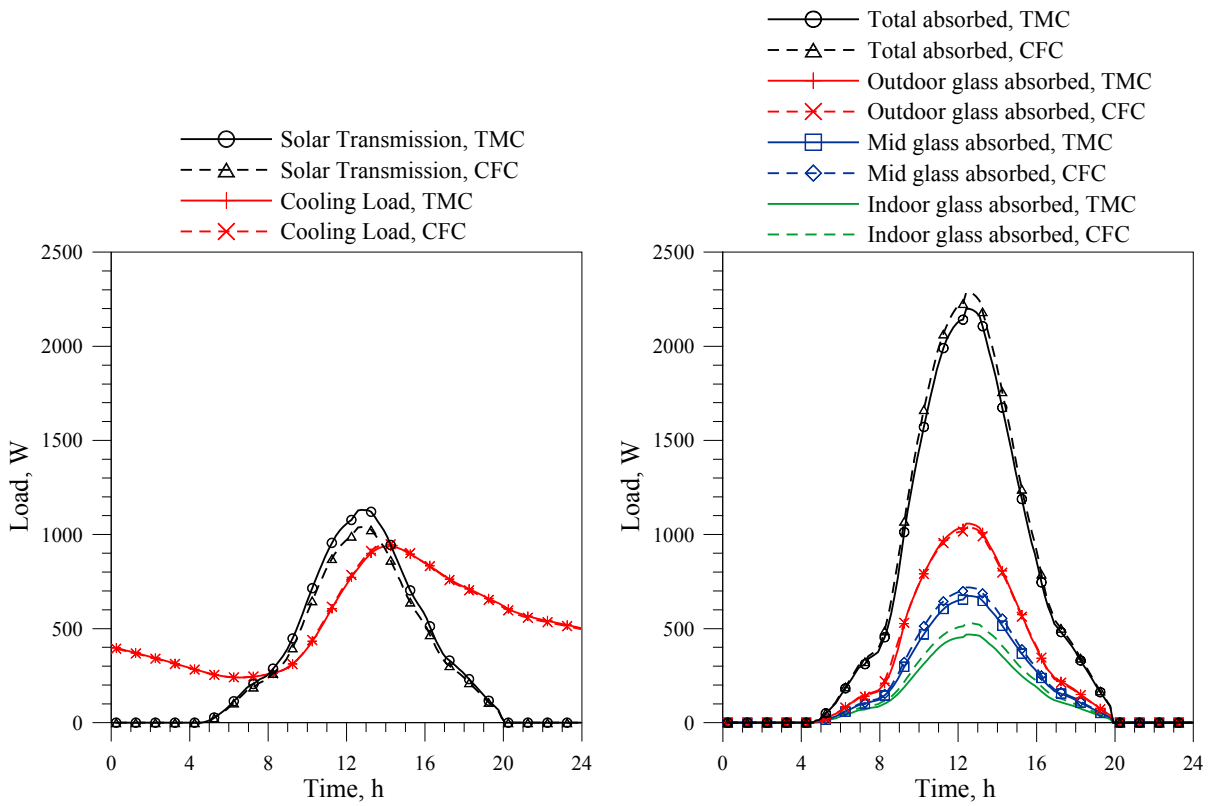 Solar Transmission, TMC
Solar Transmission, CFC
Cooling Load, TMC
Cooling Load, CFC
2500
2000
1500
1000
500
0
Load, W
0 4 8 12 16 20 24
Time, h
Total absorbed, TMC
Total absorbed, CFC
Outdoor glass absorbed, TMC
Outdoor glass absorbed, CFC
Mid glass absorbed, TMC
Mid glass absorbed, CFC
Indoor glass absorbed, TMC
Indoor glass absorbed, CFC
2500
2000
1500
1000
500
0
Load, W
0 4 8 12 16 20 24
Time, h